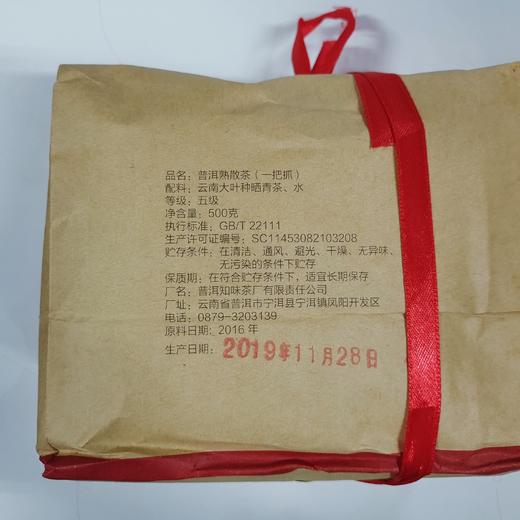 品名：普洱熟散茶（一把抓）
配料：云南大叶种晒青茶、水
等级：五级
净含量：500克
执行标准：GB/T 22111
生产许可证编号：SC11453082103208
贮存条件：在清洁、通风、避光、干燥、无异味、
无污染的条件下贮存
保质期：在符合贮存条件下，适宜长期保存
厂名：普洱知味茶厂有限责任公司
厂址：云南省普洱市宁洱县宁洱镇凤阳开发区
电话：0879-3203139
原料日期：2016 年
生产日期：2019年11月28日